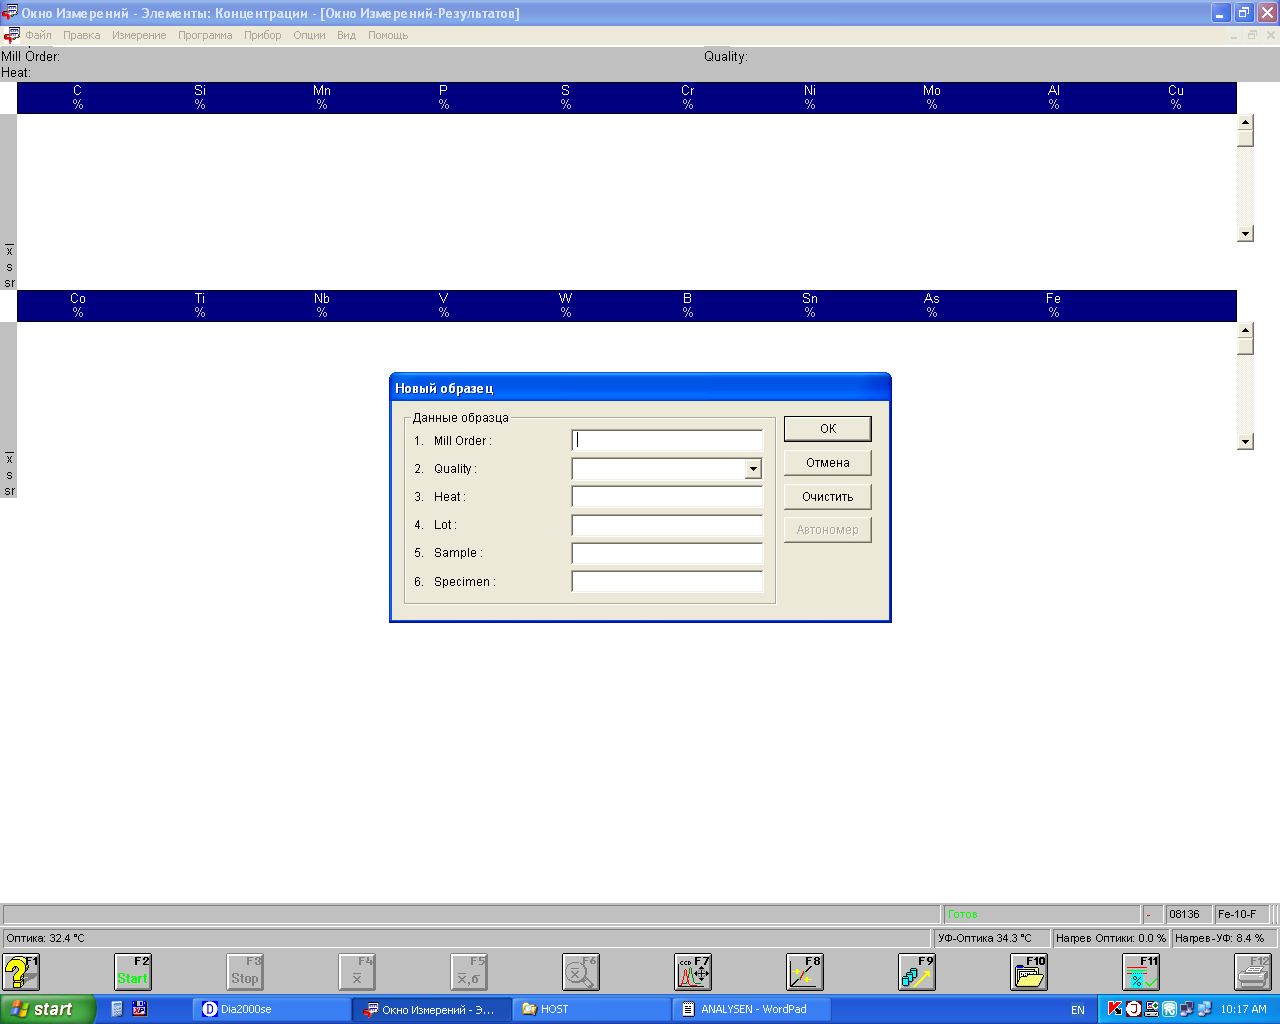 Окно Измерений - Элементы: Концентрации - [Окно Измерений-Результатов]
Файл Правка Измерение Программа Прибор Опции Вид Помощь
Mill Order: Quality:
Heat:
C Si Mn P S Cr Ni Mo Al Cu
% % % % % % % % % %
x
s
sr
Co Ti Nb V W B Sn As Fe
% % % % % % % % %
x
s
sr
Новый образец
Данные образца
1. Mill Order :
2. Quality :
3. Heat :
4. Lot :
5. Sample :
6. Specimen :
OK
Отмена
Очистить
Автономер
Готов - 08136 Fe-10-F
Оптика: 32.4 °C УФ-Оптика 34.3 °C Нагрев Оптики: 0.0 % Нагрев-УФ: 8.4 %
F1 F2 F3 F4 F5 F6 F7 F8 F9 F10 F11 F12
? Start Stop x x,σ x CCD %
start Dia2000se Окно Измерений - Э... HOST ANALYSEN - WordPad EN 10:17 AM